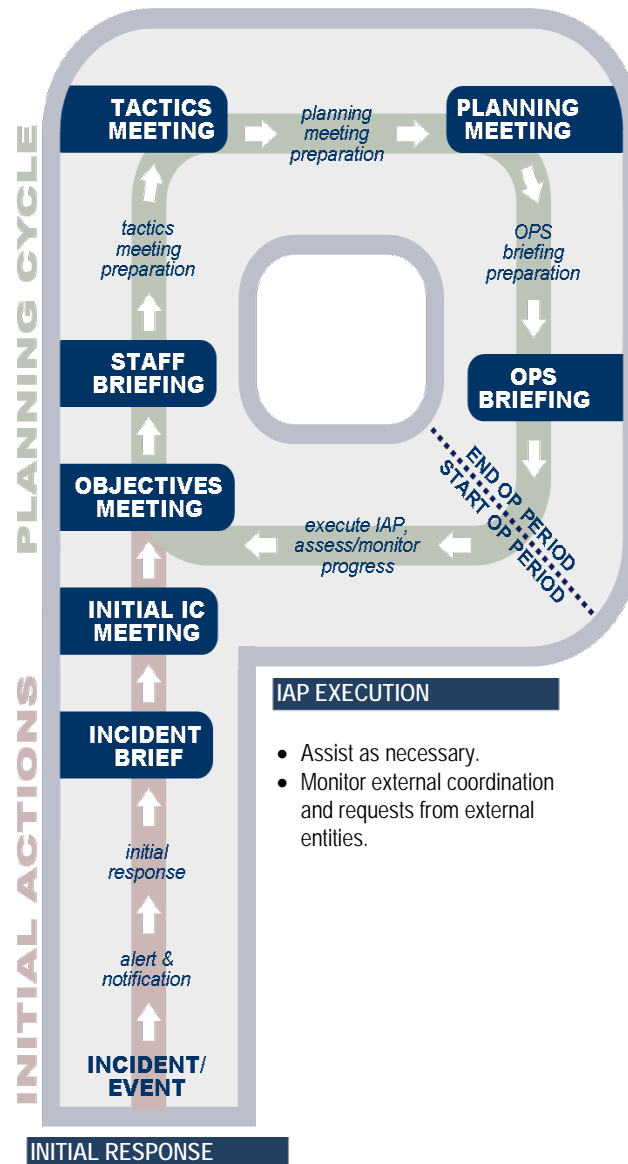 TACTICS
MEETING
planning
meeting
preparation
PLANNING
MEETING
tactics
meeting
preparation
OPS
briefing
preparation
STAFF
BRIEFING
OPS
BRIEFING
OBJECTIVES
MEETING
execute IAP,
assess/monitor
progress
END OP PERIOD
START OP PERIOD
INITIAL IC
MEETING
INCIDENT
BRIEF
initial
response
alert &
notification
INCIDENT/
EVENT
PLANNING CYCLE
INITIAL ACTIONS
IAP EXECUTION
• Assist as necessary.
• Monitor external coordination
and requests from external
entities.
INITIAL RESPONSE